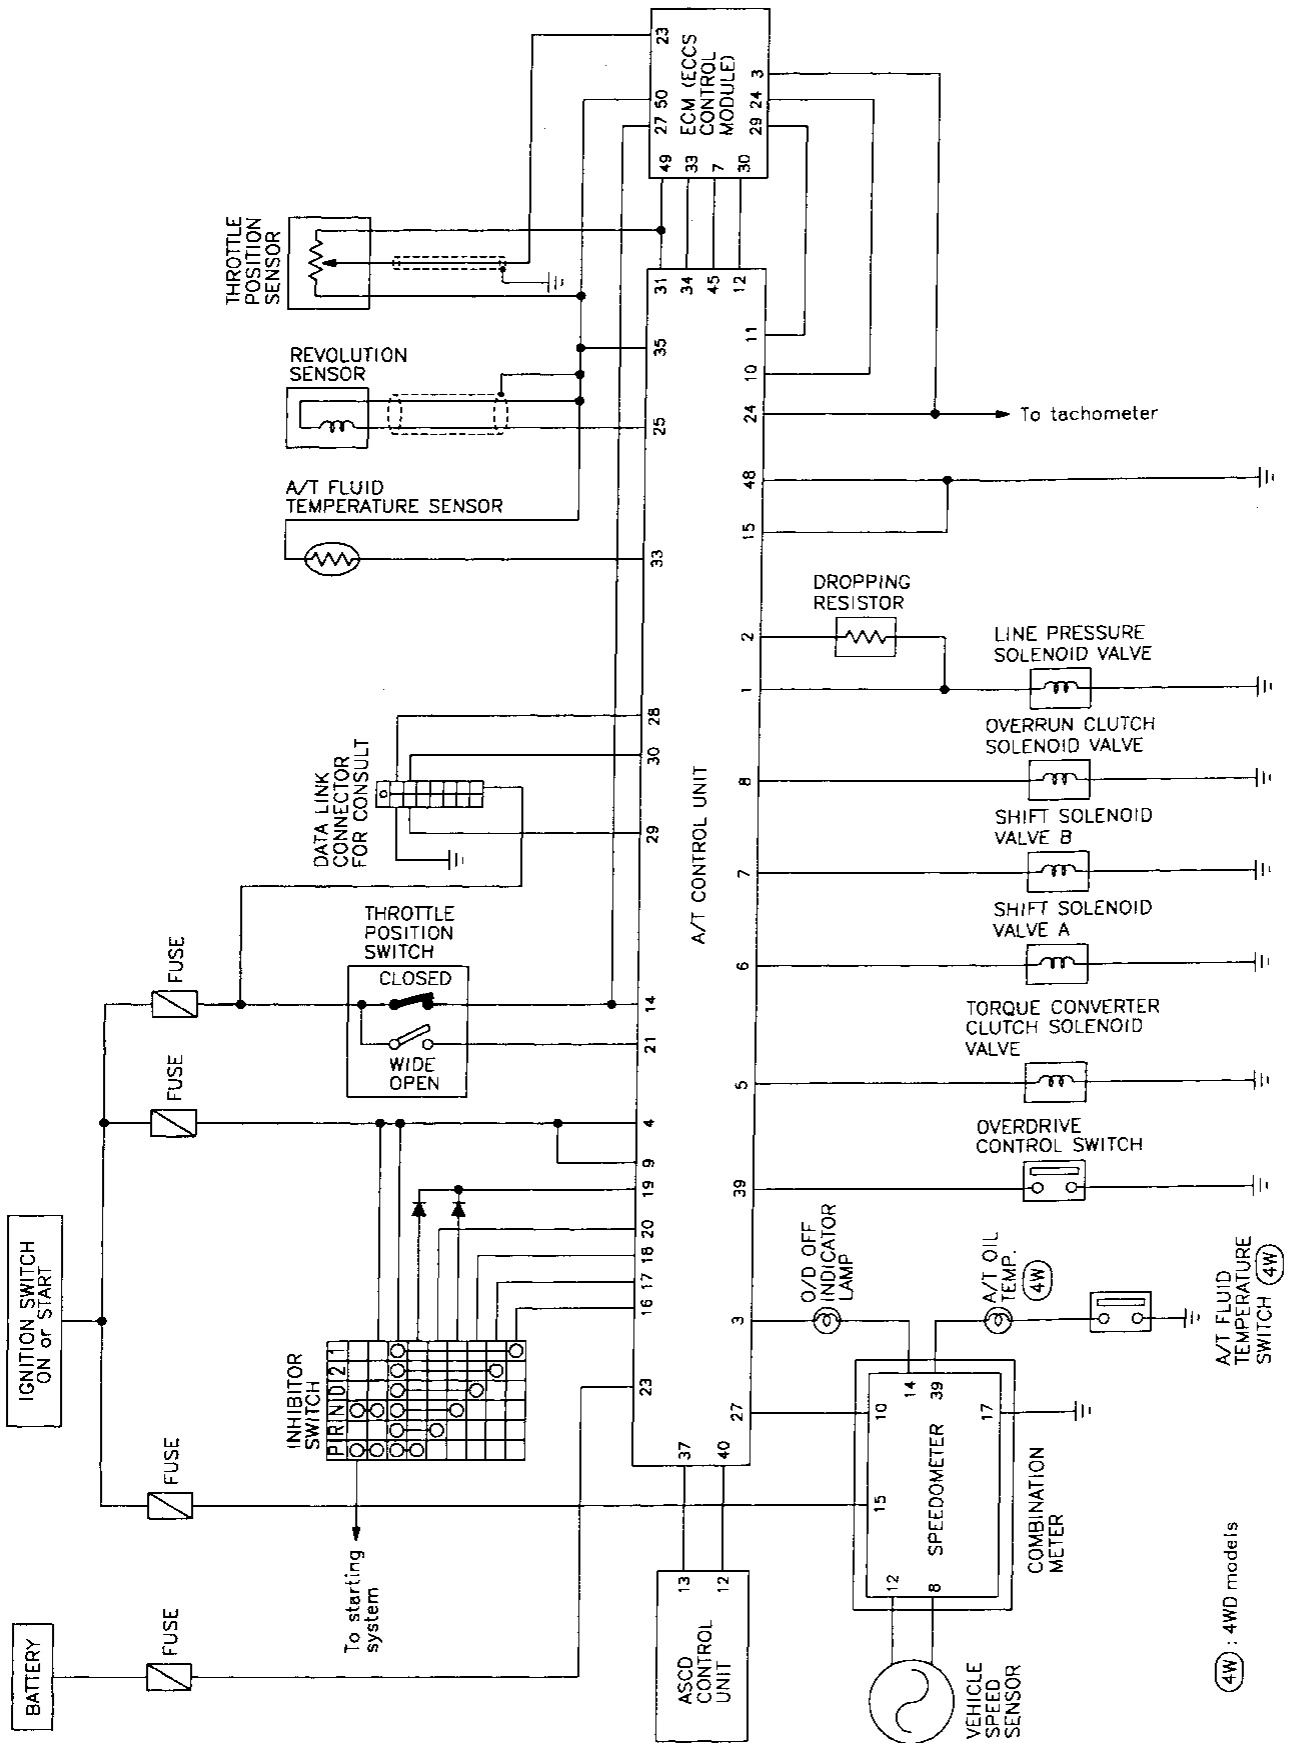 23
50
27
ECM (ECCS
CONTROL
MODULE)
3
24
29
49
33
7
30
THROTTLE
POSITION
SENSOR
31
34
45
12
11
10
24
To tachometer
REVOLUTION
SENSOR
35
25
A/T FLUID
TEMPERATURE SENSOR
33
48
15
DROPPING
RESISTOR
2
1
LINE PRESSURE
SOLENOID VALVE
OVERRUN CLUTCH
SOLENOID VALVE
8
SHIFT SOLENOID
VALVE B
7
SHIFT SOLENOID
VALVE A
6
TORQUE CONVERTER
CLUTCH SOLENOID
VALVE
5
OVERDRIVE
CONTROL SWITCH
39
A/T CONTROL UNIT
28
30
29
DATA LINK
CONNECTOR
FOR CONSULT
THROTTLE
POSITION
SWITCH
CLOSED
WIDE
OPEN
14
21
FUSE
FUSE
4
9
19
20
18
17
16
23
IGNITION SWITCH
ON or START
INHIBITOR
SWITCH
P R N D 2 1
O/D OFF
INDICATOR
LAMP
3
A/T OIL
TEMP.
4W
A/T FLUID
TEMPERATURE
SWITCH 4W
27
37
40
10
14
39
17
15
SPEEDOMETER
12
8
COMBINATION
METER
FUSE
To starting
system
BATTERY
FUSE
13
12
ASCD
CONTROL
UNIT
VEHICLE
SPEED
SENSOR
4W : 4WD models